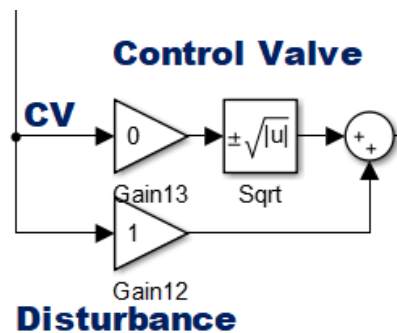 Control Valve
CV
0
±√|u|
+
+
Gain13
Sqrt
1
Gain12
Disturbance